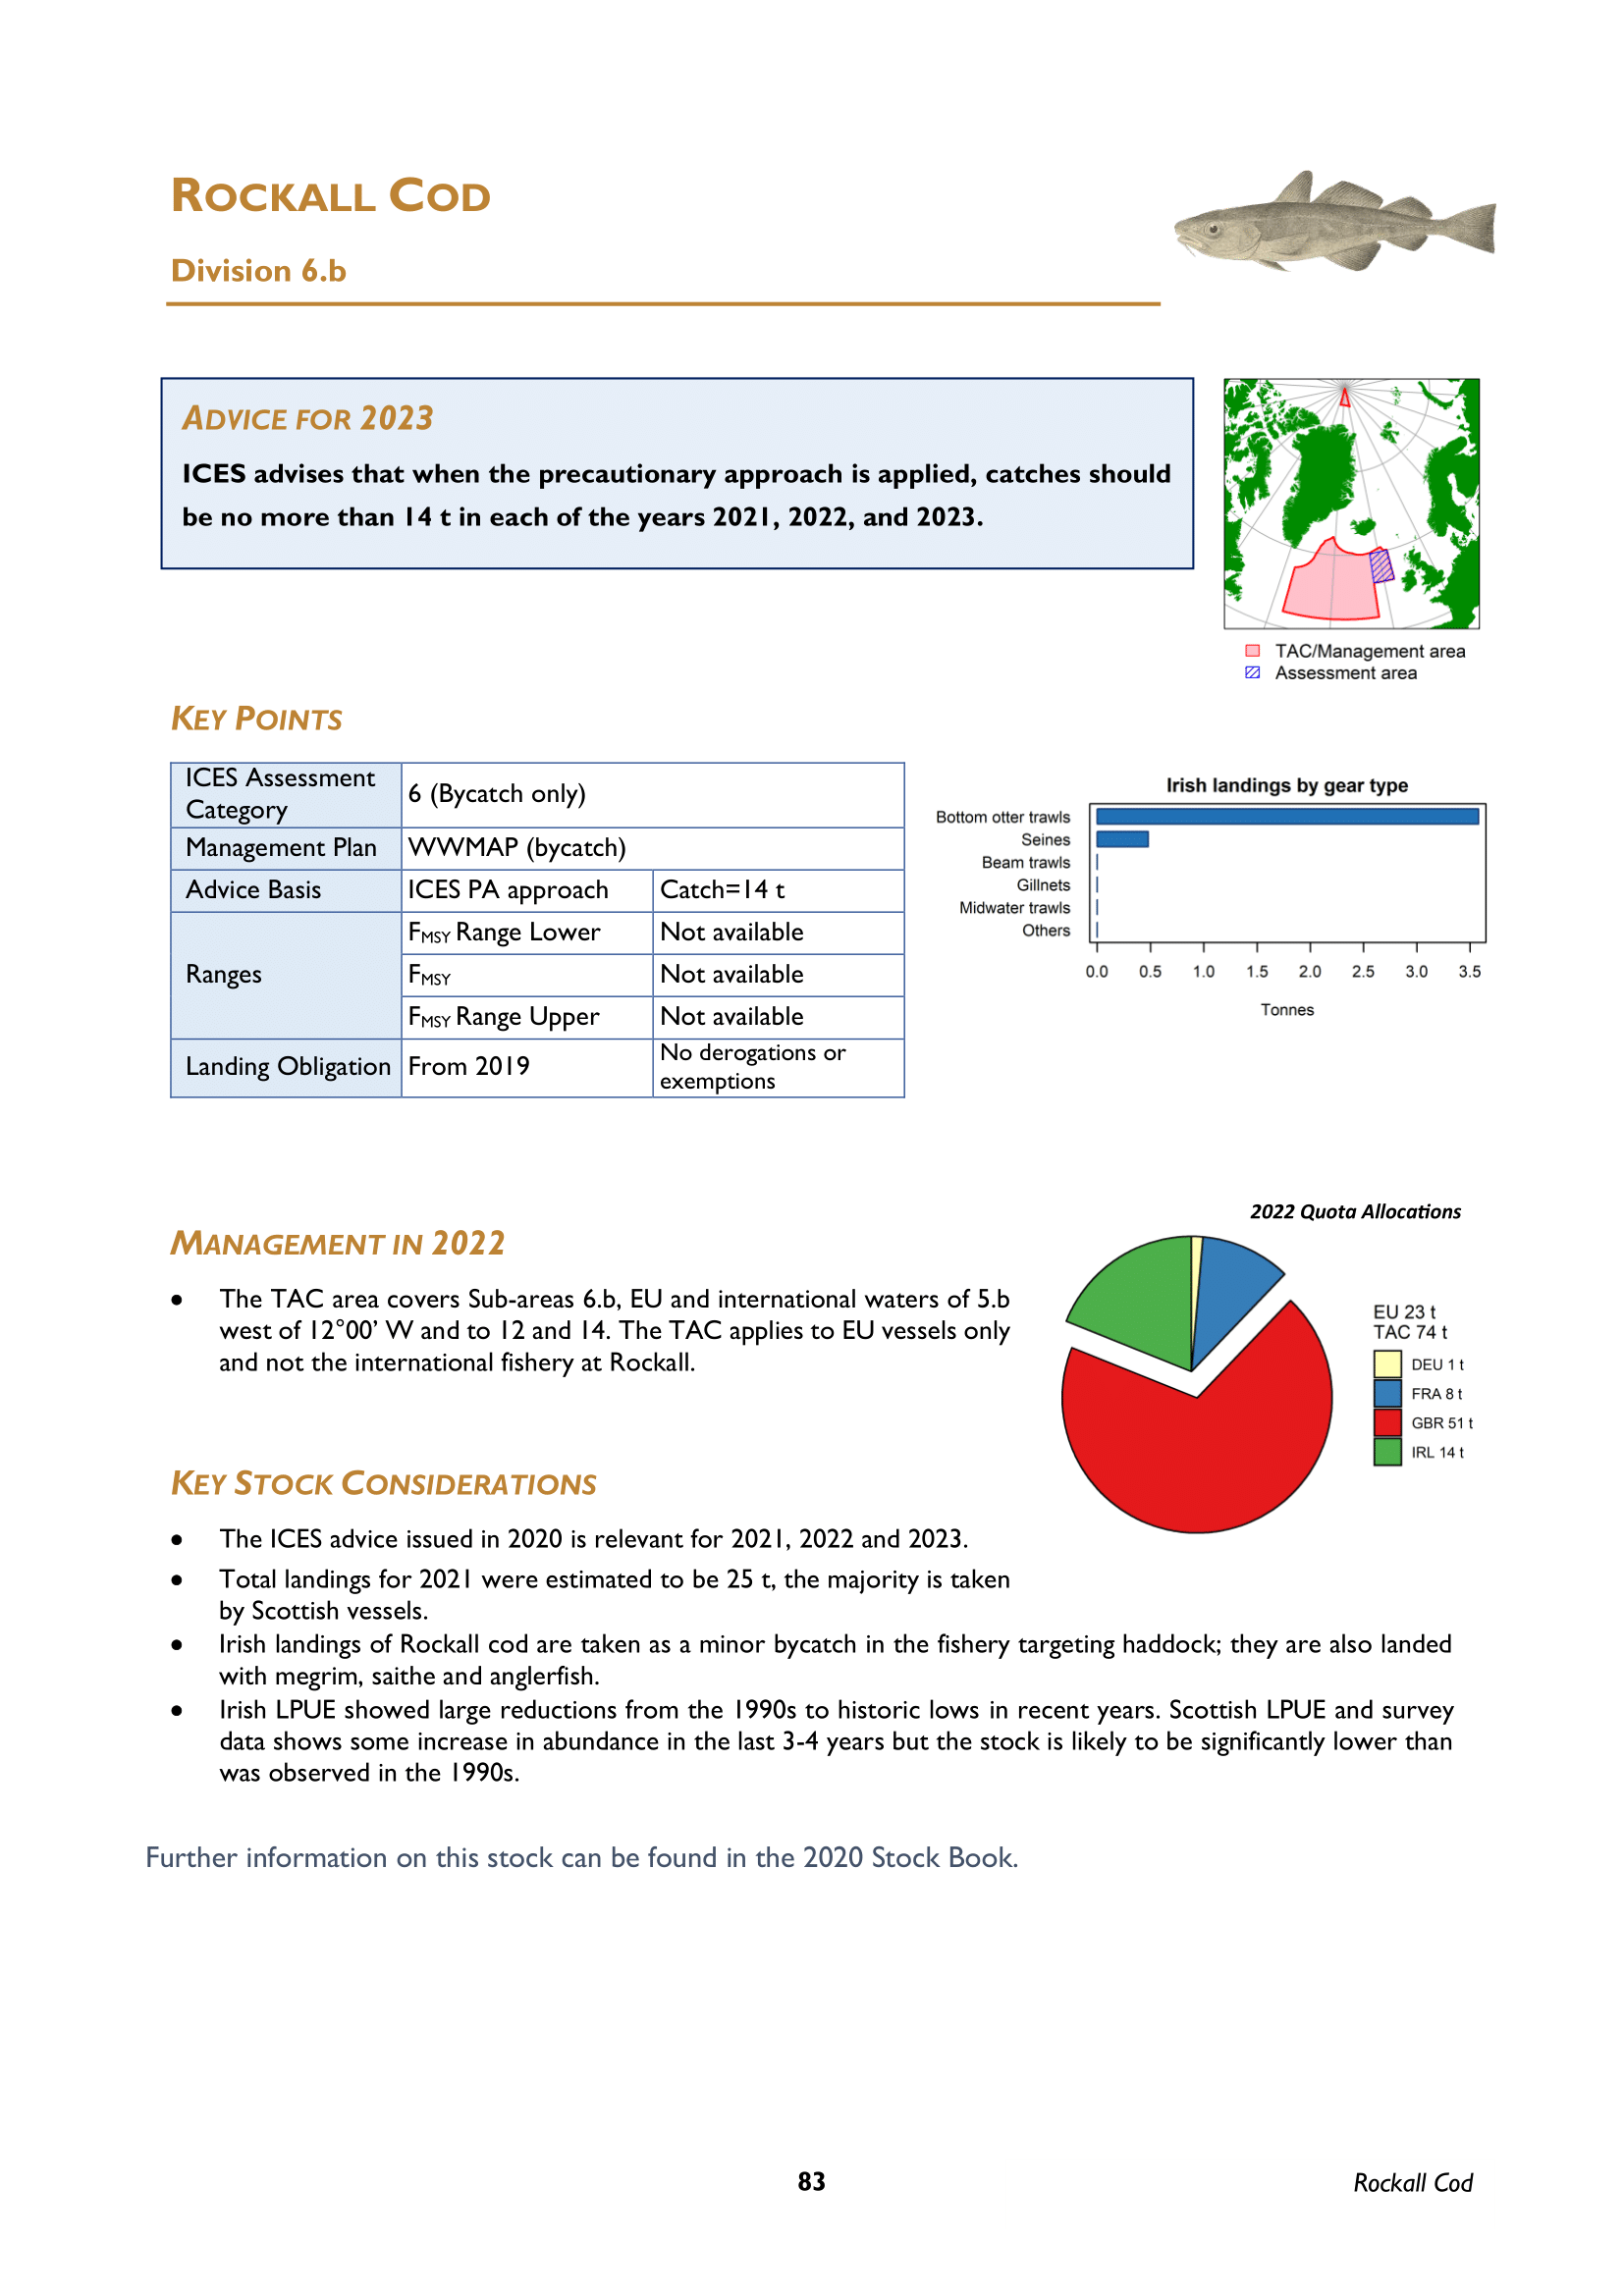 ROCKALL COD
Division 6.b
ADVICE FOR 2023
ICES advises that when the precautionary approach is applied, catches should
be no more than 14 t in each of the years 2021, 2022, and 2023.
TAC/Management area
Assessment area
KEY POINTS
ICES Assessment
Category
6 (Bycatch only)
Management Plan
WWMAP (bycatch)
Advice Basis
ICES PA approach
Catch=14 t
Ranges
FMSY Range Lower
Not available
FMSY
Not available
FMSY Range Upper
Not available
Landing Obligation
From 2019
No derogations or
exemptions
Irish landings by gear type
Bottom otter trawls
Seines
Beam trawls
Gillnets
Midwater trawls
Others
0.0 0.5 1.0 1.5 2.0 2.5 3.0 3.5
Tonnes
MANAGEMENT IN 2022
• The TAC area covers Sub-areas 6.b, EU and international waters of 5.b
west of 12°00’ W and to 12 and 14. The TAC applies to EU vessels only
and not the international fishery at Rockall.
2022 Quota Allocations
EU 23 t
TAC 74 t
DEU 1 t
FRA 8 t
GBR 51 t
IRL 14 t
KEY STOCK CONSIDERATIONS
• The ICES advice issued in 2020 is relevant for 2021, 2022 and 2023.
• Total landings for 2021 were estimated to be 25 t, the majority is taken
by Scottish vessels.
• Irish landings of Rockall cod are taken as a minor bycatch in the fishery targeting haddock; they are also landed
with megrim, saithe and anglerfish.
• Irish LPUE showed large reductions from the 1990s to historic lows in recent years. Scottish LPUE and survey
data shows some increase in abundance in the last 3-4 years but the stock is likely to be significantly lower than
was observed in the 1990s.
Further information on this stock can be found in the 2020 Stock Book.
83
Rockall Cod